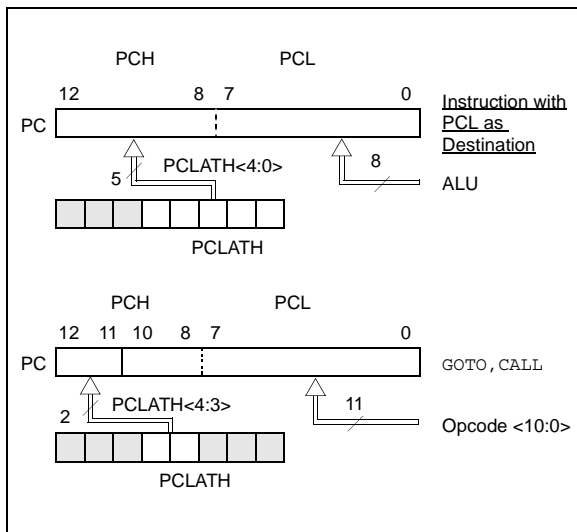 PCH PCL
12 8 7 0
PC
Instruction with
PCL as
Destination
5 PCLATH<4:0> 8
ALU
PCLATH
PCH PCL
12 11 10 8 7 0
PC GOTO,CALL
2 PCLATH<4:3> 11
Opcode <10:0>
PCLATH